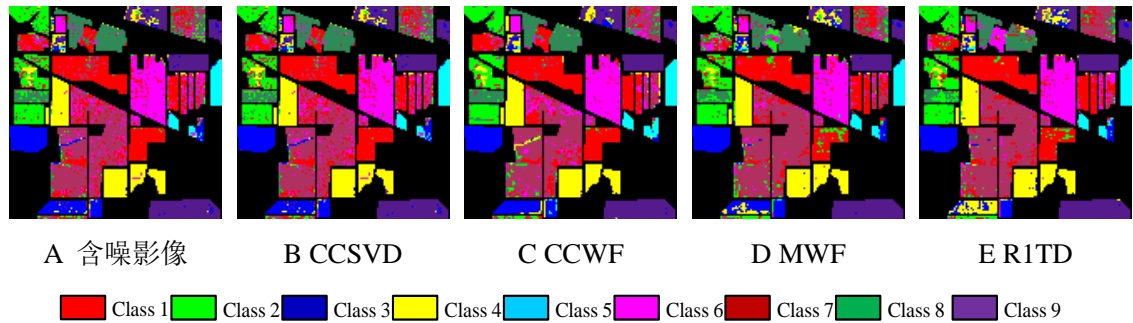 A 含噪影像 B CCSVD C CCWF D MWF E R1TD
Class 1 Class 2 Class 3 Class 4 Class 5 Class 6 Class 7 Class 8 Class 9